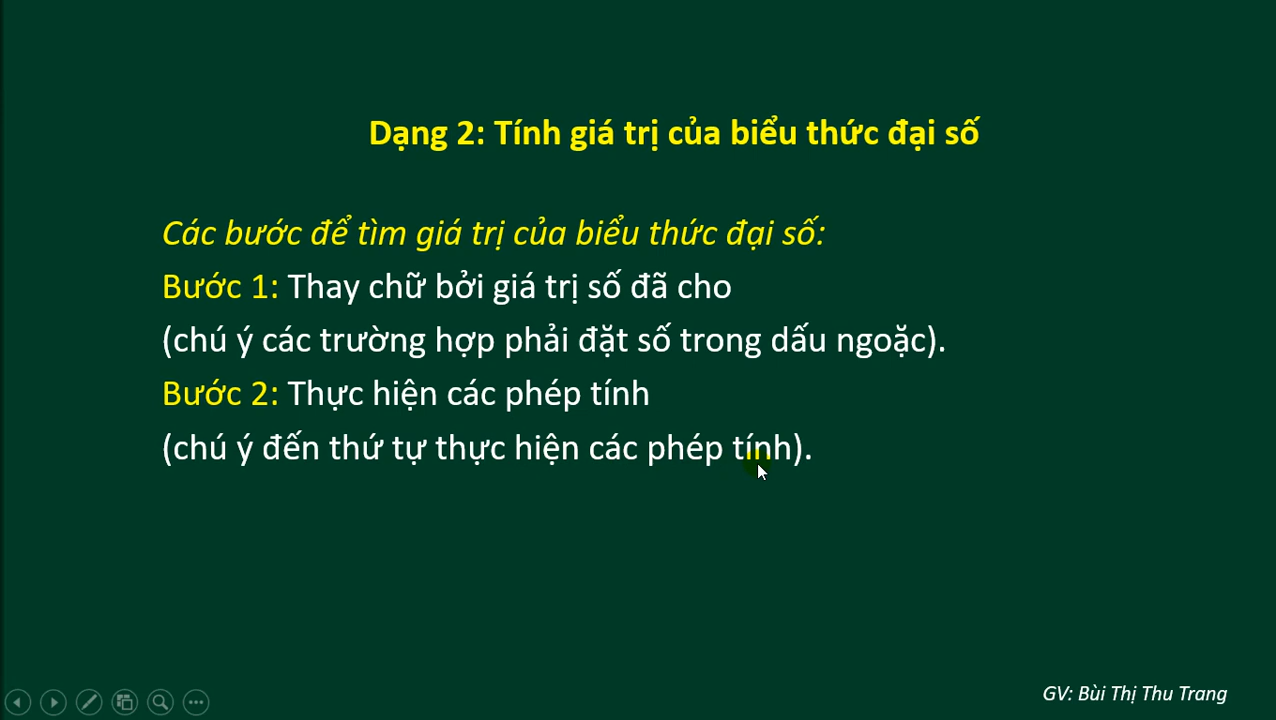 Dạng 2: Tính giá trị của biểu thức đại số
Các bước để tìm giá trị của biểu thức đại số:
Bước 1: Thay chữ bởi giá trị số đã cho
(chú ý các trường hợp phải đặt số trong dấu ngoặc).
Bước 2: Thực hiện các phép tính
(chú ý đến thứ tự thực hiện các phép tính).
GV: Bùi Thị Thu Trang